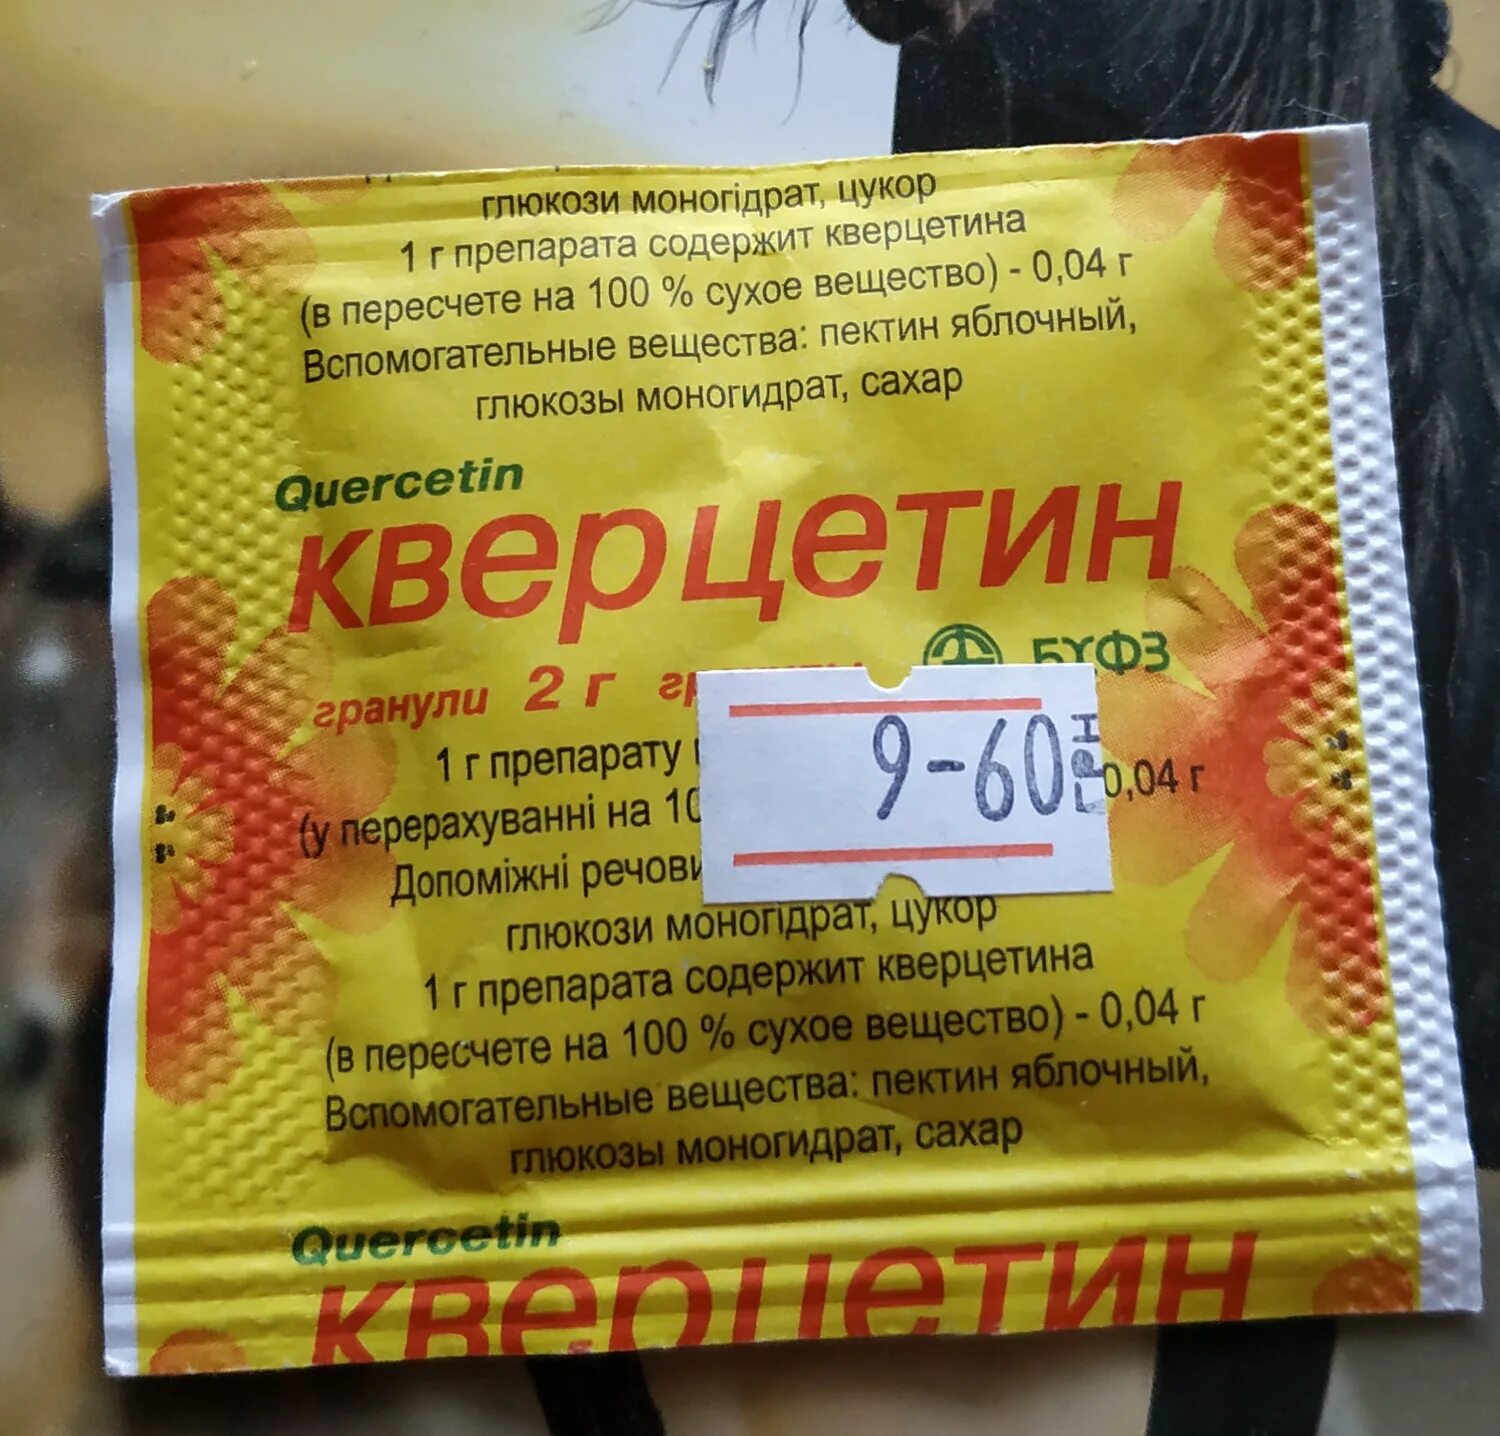 глюкози моногідрат, цукор
1 г препарата содержит кверцетина
(в пересчете на 100 % сухое вещество) - 0,04 г
Вспомогательные вещества: пектин яблочный,
глюкозы моногидрат, сахар
Quercetin
кверцетин
БХФЗ
гранули 2 г
9-60 ГРН
1 г препарату
(у перерахуванні на 0,04 г
Допоміжні
глюкози моногідрат, цукор
1 г препарата содержит кверцетина
(в пересчете на 100 % сухое вещество) - 0,04 г
Вспомогательные вещества: пектин яблочный,
глюкозы моногидрат, сахар
Quercetin
кверцетин